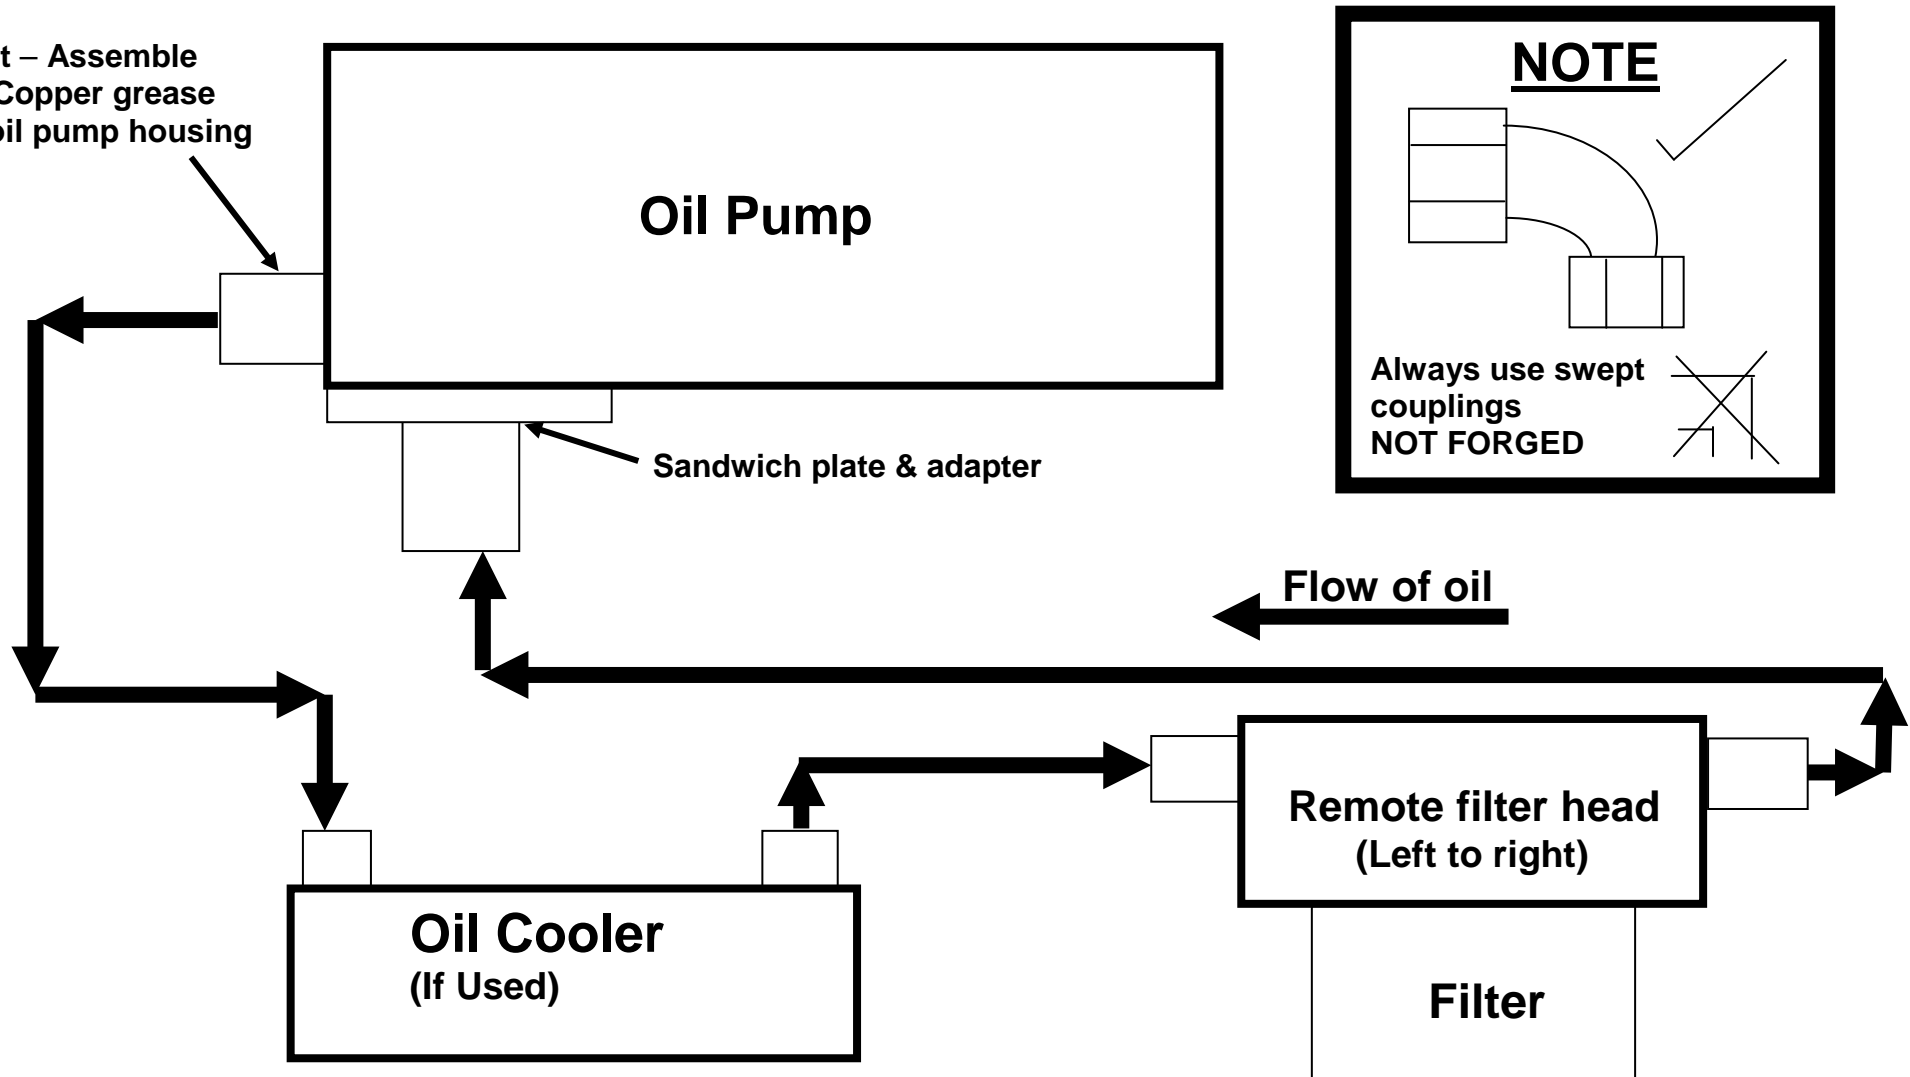 t – Assemble
Copper grease
oil pump housing
Oil Pump
NOTE
Always use swept
couplings
NOT FORGED
Sandwich plate & adapter
Flow of oil
Remote filter head
(Left to right)
Oil Cooler
(If Used)
Filter